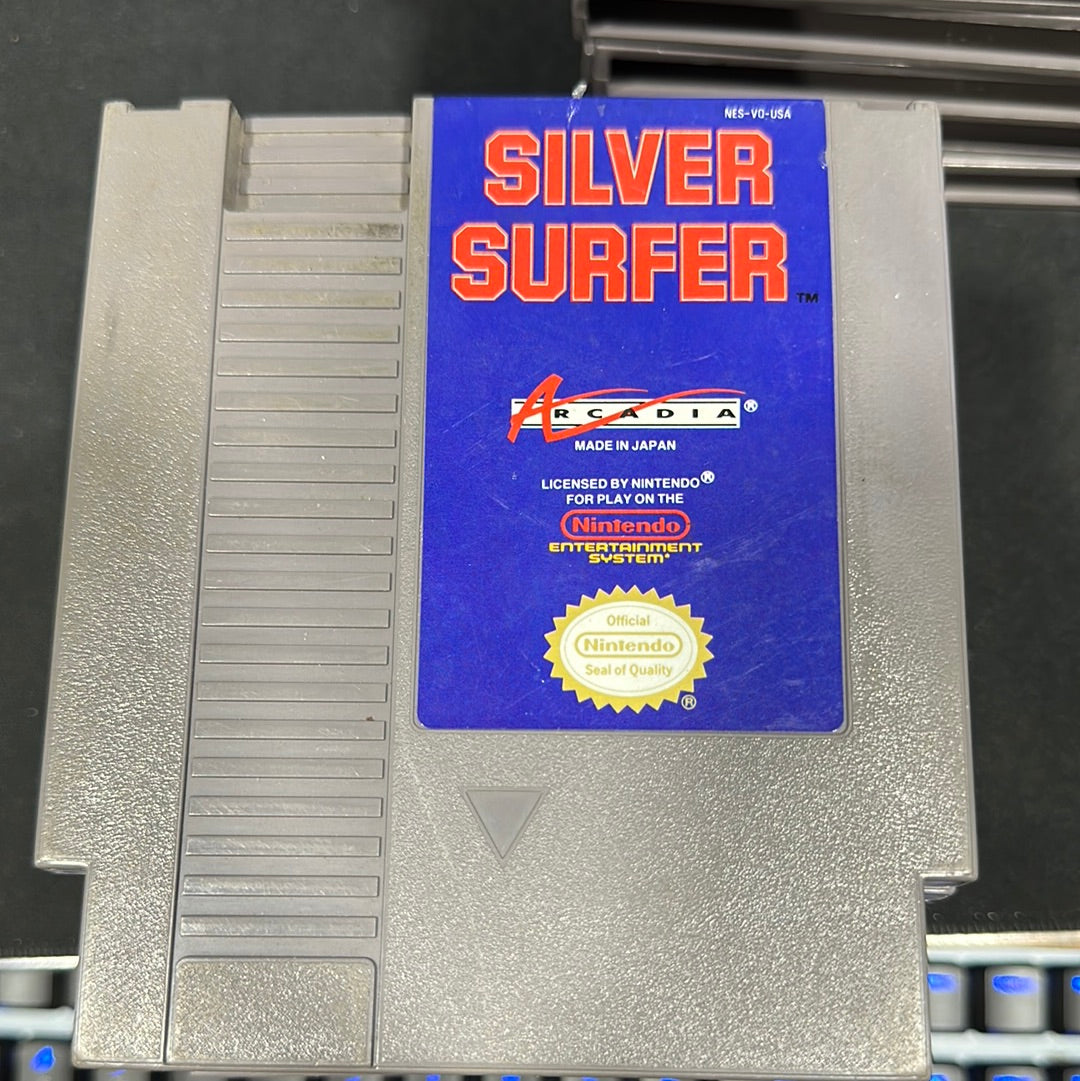 NES-VO-USA
SILVER
SURFER
TM
ARCADIA®
MADE IN JAPAN
LICENSED BY NINTENDO®
FOR PLAY ON THE
Nintendo
ENTERTAINMENT
SYSTEM®
Official
Nintendo
Seal of Quality
®